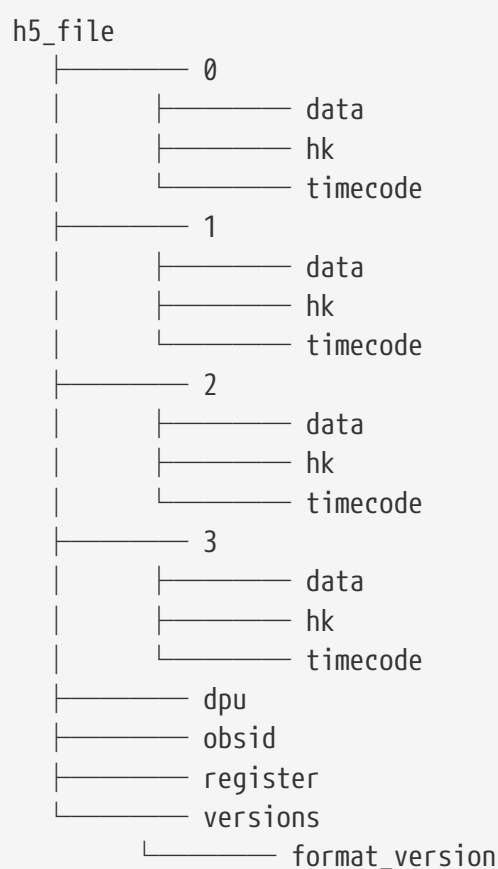 h5_file
0
data
hk
timecode
1
data
hk
timecode
2
data
hk
timecode
3
data
hk
timecode
dpu
obsid
register
versions
format_version